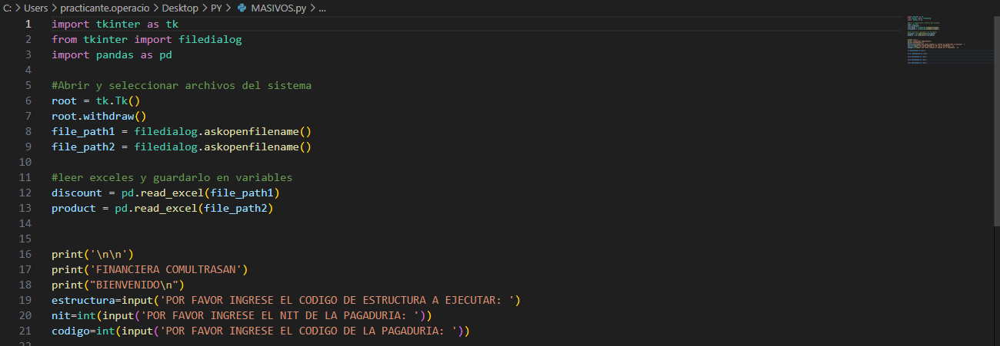 C: > Users > practicante.operacio > Desktop > PY > MASIVOS.py > ...
1 import tkinter as tk
2 from tkinter import filedialog
3 import pandas as pd
4
5 #Abrir y seleccionar archivos del sistema
6 root = tk.Tk()
7 root.withdraw()
8 file_path1 = filedialog.askopenfilename()
9 file_path2 = filedialog.askopenfilename()
10
11 #leer exceles y guardarlo en variables
12 discount = pd.read_excel(file_path1)
13 product = pd.read_excel(file_path2)
14
15
16 print('\n\n')
17 print('FINANCIERA COMULTRASAN')
18 print("BIENVENIDO\n")
19 estructura=input('POR FAVOR INGRESE EL CODIGO DE ESTRUCTURA A EJECUTAR: ')
20 nit=int(input('POR FAVOR INGRESE EL NIT DE LA PAGADURIA: '))
21 codigo=int(input('POR FAVOR INGRESE EL CODIGO DE LA PAGADURIA: '))
22